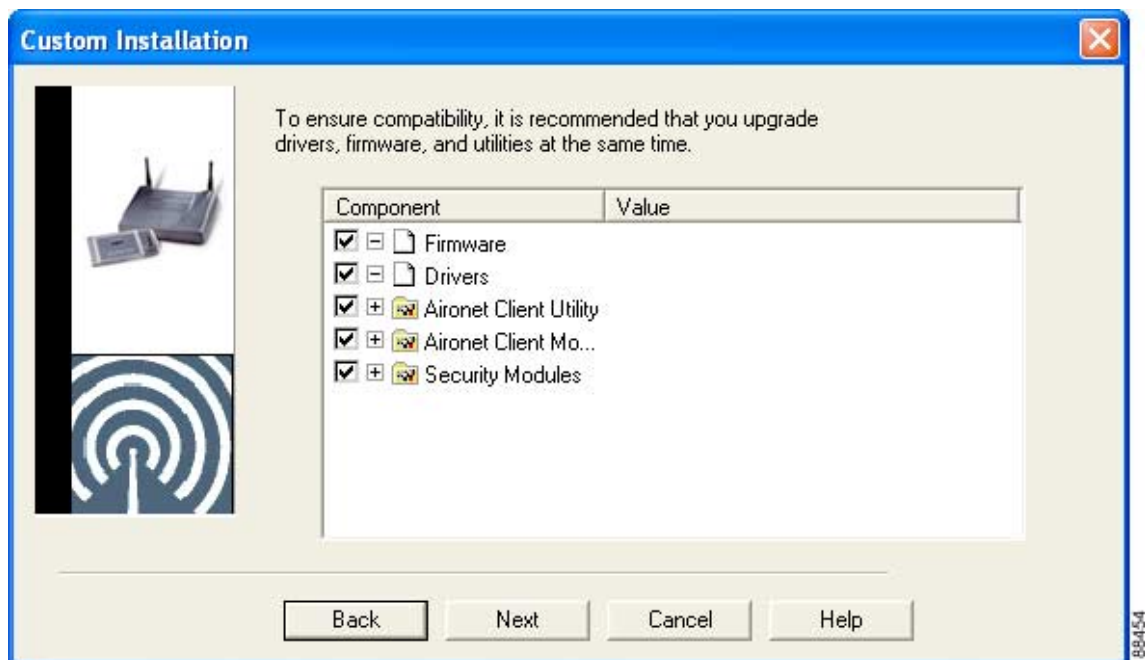 Custom Installation
To ensure compatibility, it is recommended that you upgrade
drivers, firmware, and utilities at the same time.
Component Value
Firmware
Drivers
Aironet Client Utility
Aironet Client Mo...
Security Modules
Back Next Cancel Help
88454